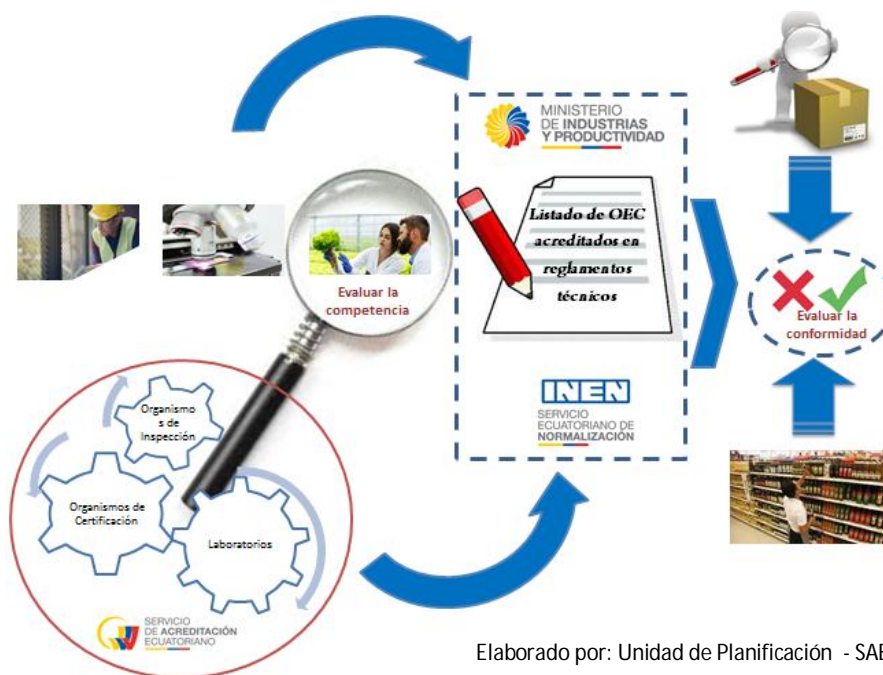 MINISTERIO
DE INDUSTRIAS
Y PRODUCTIVIDAD
Listado de OEC
acreditados en
reglamentos
técnicos
Evaluar la
competencia
Evaluar la
conformidad
INEN
SERVICIO
ECUATORIANO DE
NORMALIZACIÓN
Organismo
s de
Inspección
Organismos de
Certificación
Laboratorios
SERVICIO
DE ACREDITACIÓN
ECUATORIANO
Elaborado por: Unidad de Planificación - SAE